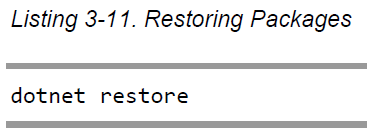 Listing 3-11. Restoring Packages
dotnet restore